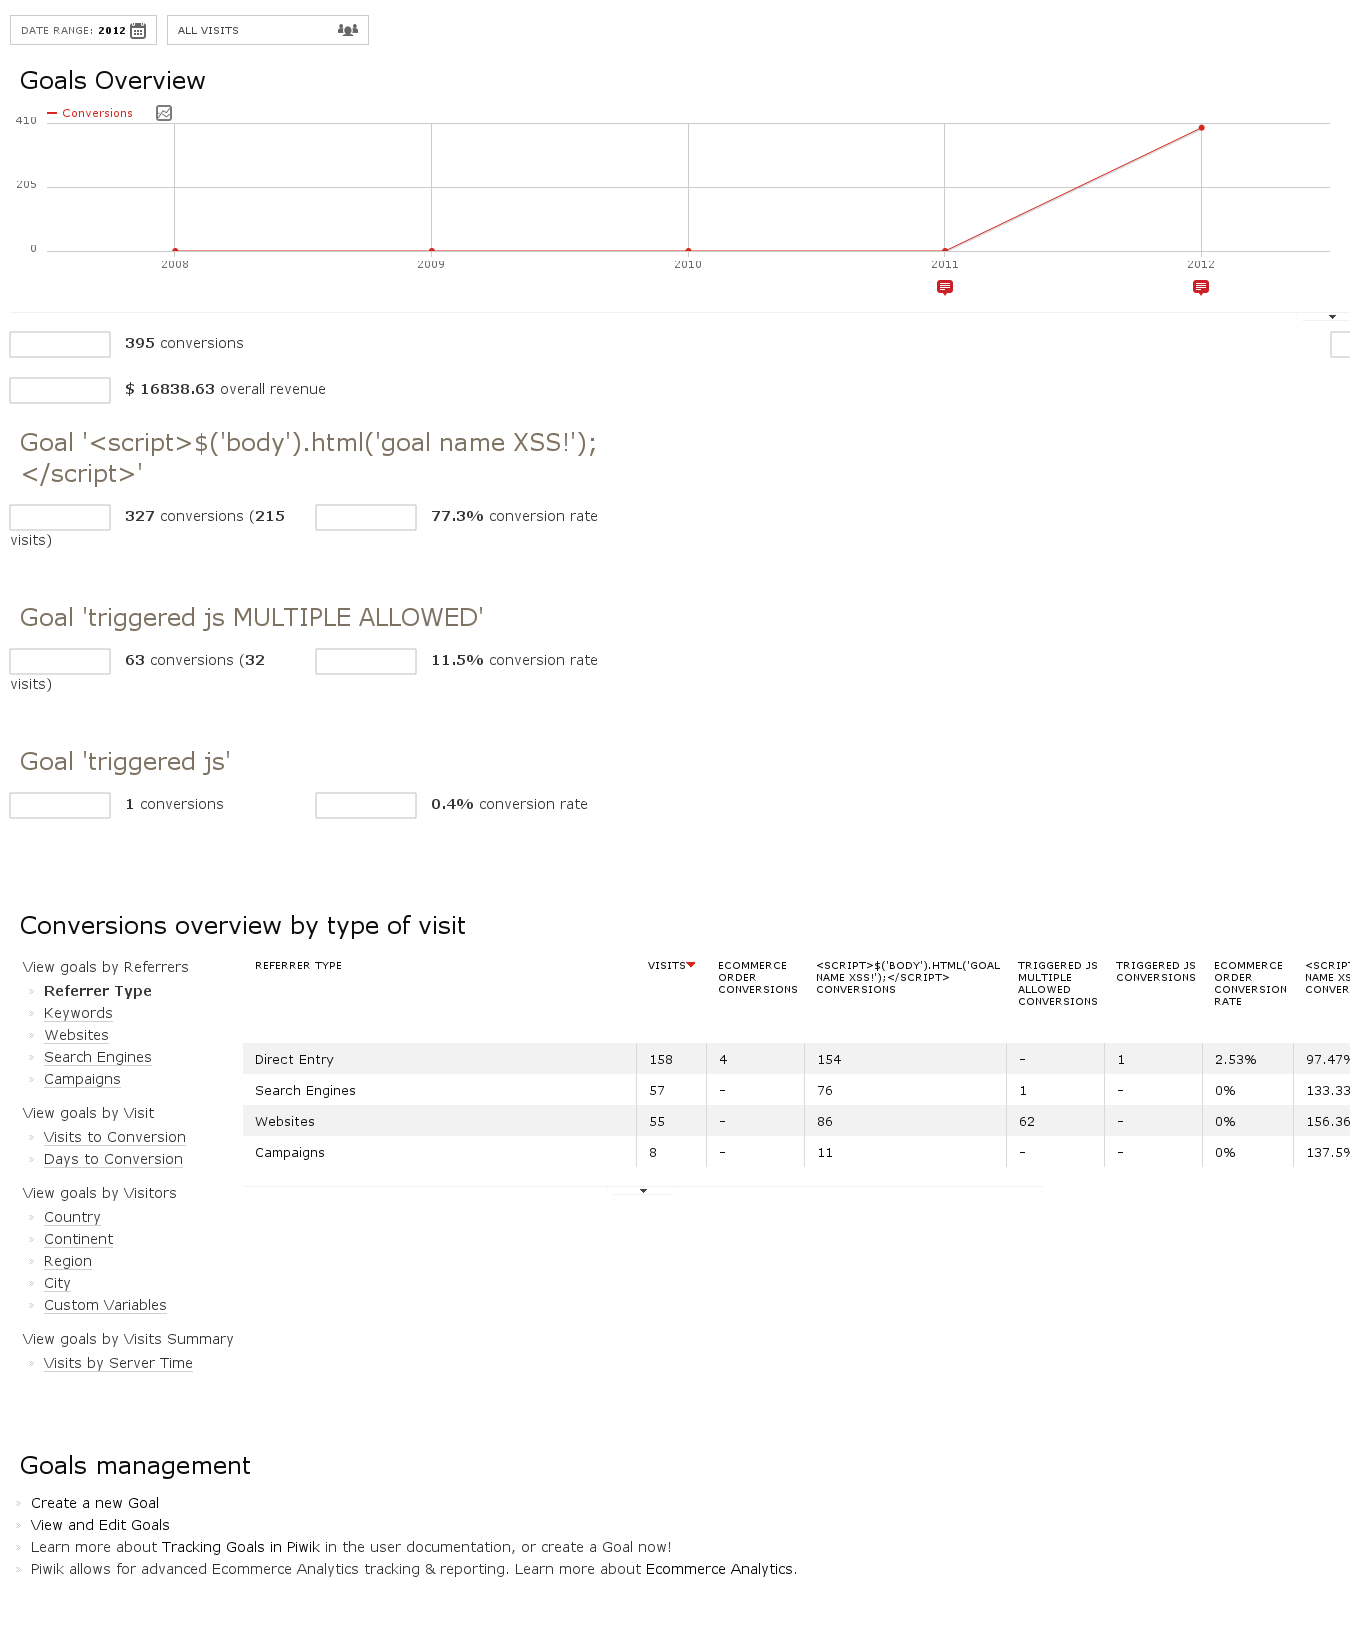 DATE RANGE: 2012
ALL VISITS
Goals Overview
Conversions
410
205
0
2008 2009 2010 2011 2012
395 conversions
$ 16838.63 overall revenue
Goal '<script>$('body').html('goal name XSS!');
</script>'
327 conversions (215 77.3% conversion rate
visits)
Goal 'triggered js MULTIPLE ALLOWED'
63 conversions (32 11.5% conversion rate
visits)
Goal 'triggered js'
1 conversions 0.4% conversion rate
Conversions overview by type of visit
View goals by Referrers
» Referrer Type
» Keywords
» Websites
» Search Engines
» Campaigns
View goals by Visit
» Visits to Conversion
» Days to Conversion
View goals by Visitors
» Country
» Continent
» Region
» City
» Custom Variables
View goals by Visits Summary
» Visits by Server Time
REFERRER TYPE
VISITS
ECOMMERCE
ORDER
CONVERSIONS
<SCRIPT>$('BODY').HTML('GOAL
NAME XSS!');</SCRIPT>
CONVERSIONS
TRIGGERED JS
MULTIPLE
ALLOWED
CONVERSIONS
TRIGGERED JS
CONVERSIONS
ECOMMERCE
ORDER
CONVERSION
RATE
<SCRIPT
NAME XS
CONVER
Direct Entry 158 4 154 - 1 2.53% 97.47%
Search Engines 57 - 76 1 - 0% 133.33
Websites 55 - 86 62 - 0% 156.36
Campaigns 8 - 11 - - 0% 137.5%
Goals management
» Create a new Goal
» View and Edit Goals
» Learn more about Tracking Goals in Piwik in the user documentation, or create a Goal now!
» Piwik allows for advanced Ecommerce Analytics tracking & reporting. Learn more about Ecommerce Analytics.